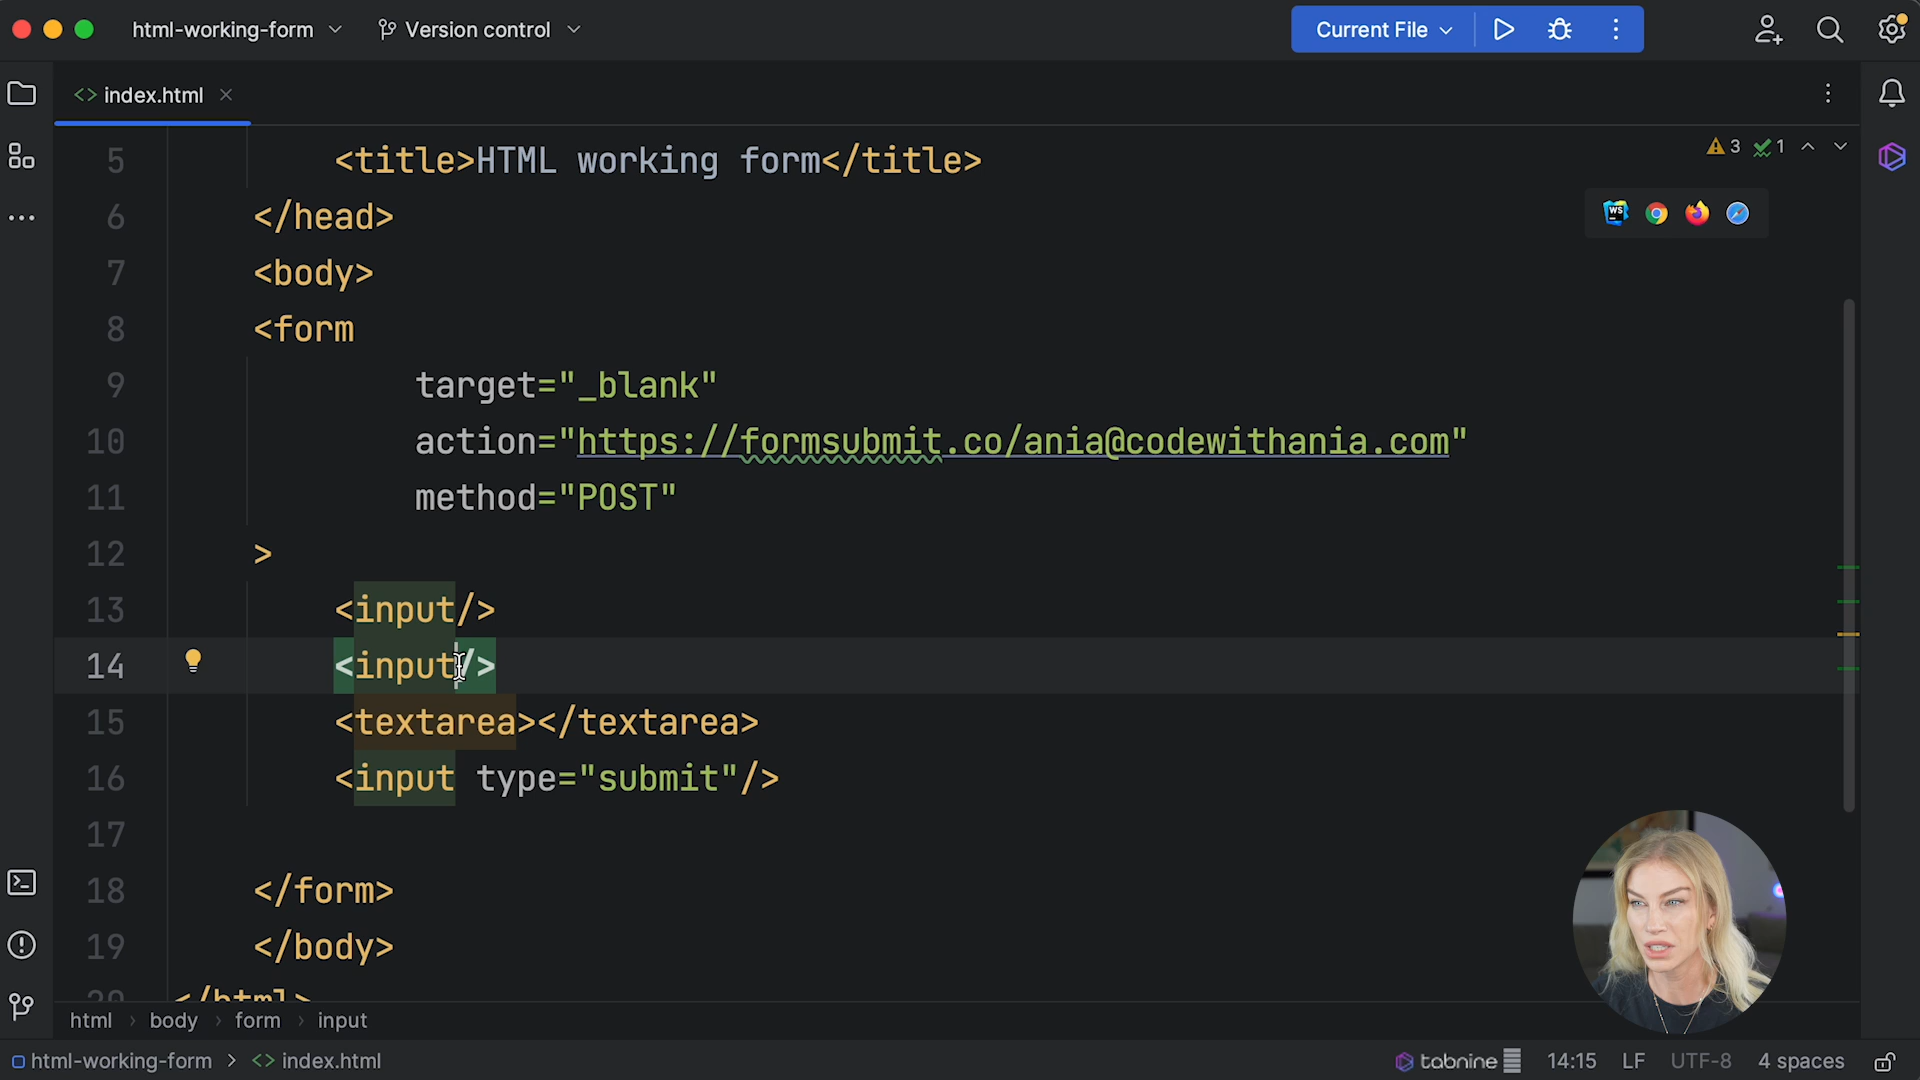 html-working-form
Version control
Current File
<> index.html
3
1
5 <title>HTML working form</title>
6 </head>
WS
7 <body>
8 <form
9 target="_blank"
10 action="https://formsubmit.co/ania@codewithania.com"
11 method="POST"
12 >
13 <input/>
14 <input/>
15 <textarea></textarea>
16 <input type="submit"/>
17
18 </form>
19 </body>
20 </html>
html > body > form > input
html-working-form > <> index.html
tabnine
14:15
LF
UTF-8
4 spaces